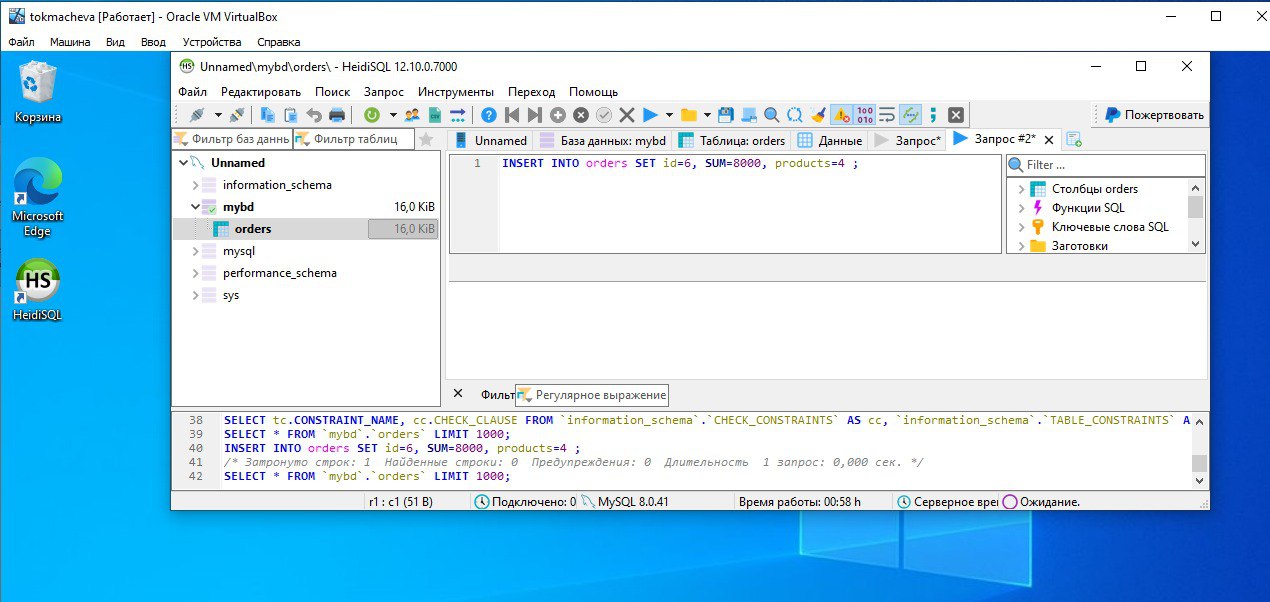 tokmacheva [Работает] - Oracle VM VirtualBox
Файл Машина Вид Ввод Устройства Справка
Корзина
Microsoft
Edge
HS
HeidiSQL
HS Unnamed\mybd\orders\ - HeidiSQL 12.10.0.7000
Файл Редактировать Поиск Запрос Инструменты Переход Помощь
Пожертвовать
Фильтр баз данны Фильтр таблиц
Unnamed База данных: mybd Таблица: orders Данные Запрос* Запрос #2*
Unnamed
information_schema
mybd 16,0 KiB
orders 16,0 KiB
mysql
performance_schema
sys
1 INSERT INTO orders SET id=6, SUM=8000, products=4 ;
Filter ...
Столбцы orders
Функции SQL
Ключевые слова SQL
Заготовки
Фильт Регулярное выражение
38 SELECT tc.CONSTRAINT_NAME, cc.CHECK_CLAUSE FROM `information_schema`.`CHECK_CONSTRAINTS` AS cc, `information_schema`.`TABLE_CONSTRAINTS` A
39 SELECT * FROM `mybd`.`orders` LIMIT 1000;
40 INSERT INTO orders SET id=6, SUM=8000, products=4 ;
41 /* Затронуто строк: 1 Найденные строки: 0 Предупреждения: 0 Длительность 1 запрос: 0,000 сек. */
42 SELECT * FROM `mybd`.`orders` LIMIT 1000;
r1 : c1 (51 B) Подключено: 0 MySQL 8.0.41 Время работы: 00:58 h Серверное врем Ожидание.